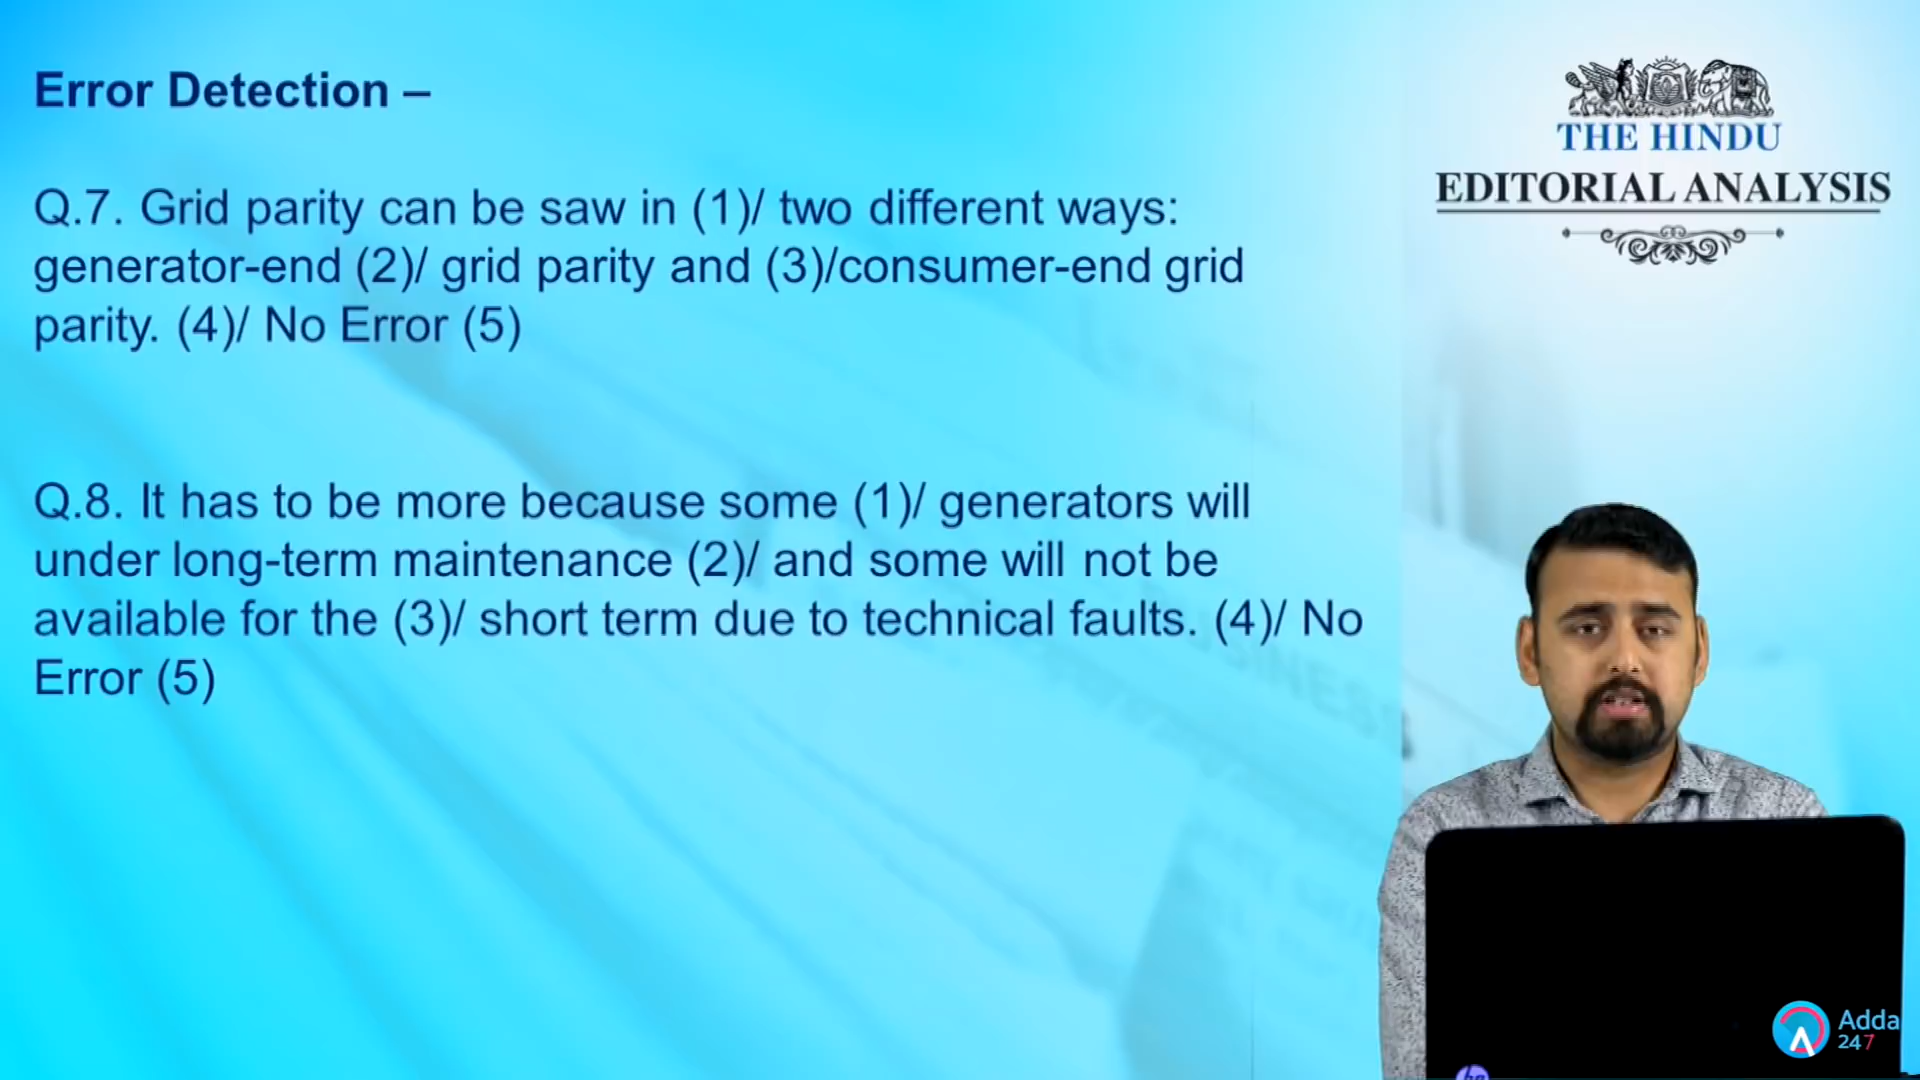 Error Detection –
THE HINDU
EDITORIAL ANALYSIS
Q.7. Grid parity can be saw in (1)/ two different ways:
generator-end (2)/ grid parity and (3)/consumer-end grid
parity. (4)/ No Error (5)
Q.8. It has to be more because some (1)/ generators will
under long-term maintenance (2)/ and some will not be
available for the (3)/ short term due to technical faults. (4)/ No
Error (5)
Adda
247
hp